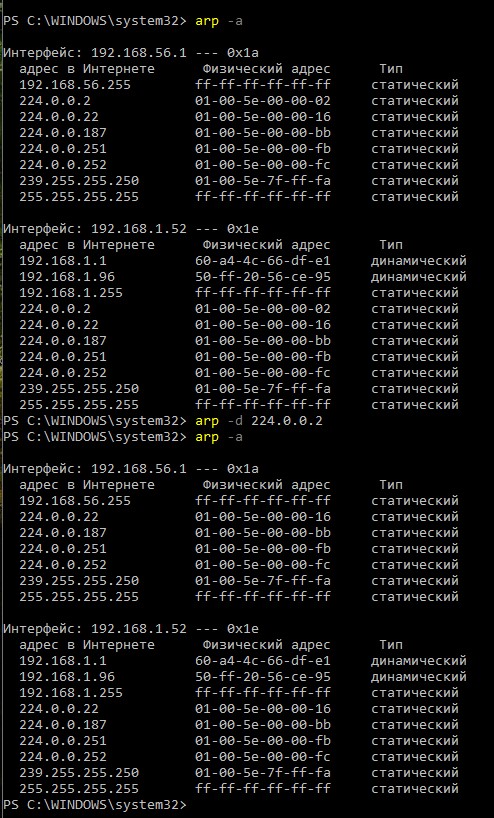 PS C:\WINDOWS\system32> arp -a
Интерфейс: 192.168.56.1 --- 0x1a
адрес в Интернете Физический адрес Тип
192.168.56.255 ff-ff-ff-ff-ff-ff статический
224.0.0.2 01-00-5e-00-00-02 статический
224.0.0.22 01-00-5e-00-00-16 статический
224.0.0.187 01-00-5e-00-00-bb статический
224.0.0.251 01-00-5e-00-00-fb статический
224.0.0.252 01-00-5e-00-00-fc статический
239.255.255.250 01-00-5e-7f-ff-fa статический
255.255.255.255 ff-ff-ff-ff-ff-ff статический
Интерфейс: 192.168.1.52 --- 0x1e
адрес в Интернете Физический адрес Тип
192.168.1.1 60-a4-4c-66-df-e1 динамический
192.168.1.96 50-ff-20-56-ce-95 динамический
192.168.1.255 ff-ff-ff-ff-ff-ff статический
224.0.0.2 01-00-5e-00-00-02 статический
224.0.0.22 01-00-5e-00-00-16 статический
224.0.0.187 01-00-5e-00-00-bb статический
224.0.0.251 01-00-5e-00-00-fb статический
224.0.0.252 01-00-5e-00-00-fc статический
239.255.255.250 01-00-5e-7f-ff-fa статический
255.255.255.255 ff-ff-ff-ff-ff-ff статический
PS C:\WINDOWS\system32> arp -d 224.0.0.2
PS C:\WINDOWS\system32> arp -a
Интерфейс: 192.168.56.1 --- 0x1a
адрес в Интернете Физический адрес Тип
192.168.56.255 ff-ff-ff-ff-ff-ff статический
224.0.0.22 01-00-5e-00-00-16 статический
224.0.0.187 01-00-5e-00-00-bb статический
224.0.0.251 01-00-5e-00-00-fb статический
224.0.0.252 01-00-5e-00-00-fc статический
239.255.255.250 01-00-5e-7f-ff-fa статический
255.255.255.255 ff-ff-ff-ff-ff-ff статический
Интерфейс: 192.168.1.52 --- 0x1e
адрес в Интернете Физический адрес Тип
192.168.1.1 60-a4-4c-66-df-e1 динамический
192.168.1.96 50-ff-20-56-ce-95 динамический
192.168.1.255 ff-ff-ff-ff-ff-ff статический
224.0.0.22 01-00-5e-00-00-16 статический
224.0.0.187 01-00-5e-00-00-bb статический
224.0.0.251 01-00-5e-00-00-fb статический
224.0.0.252 01-00-5e-00-00-fc статический
239.255.255.250 01-00-5e-7f-ff-fa статический
255.255.255.255 ff-ff-ff-ff-ff-ff статический
PS C:\WINDOWS\system32>